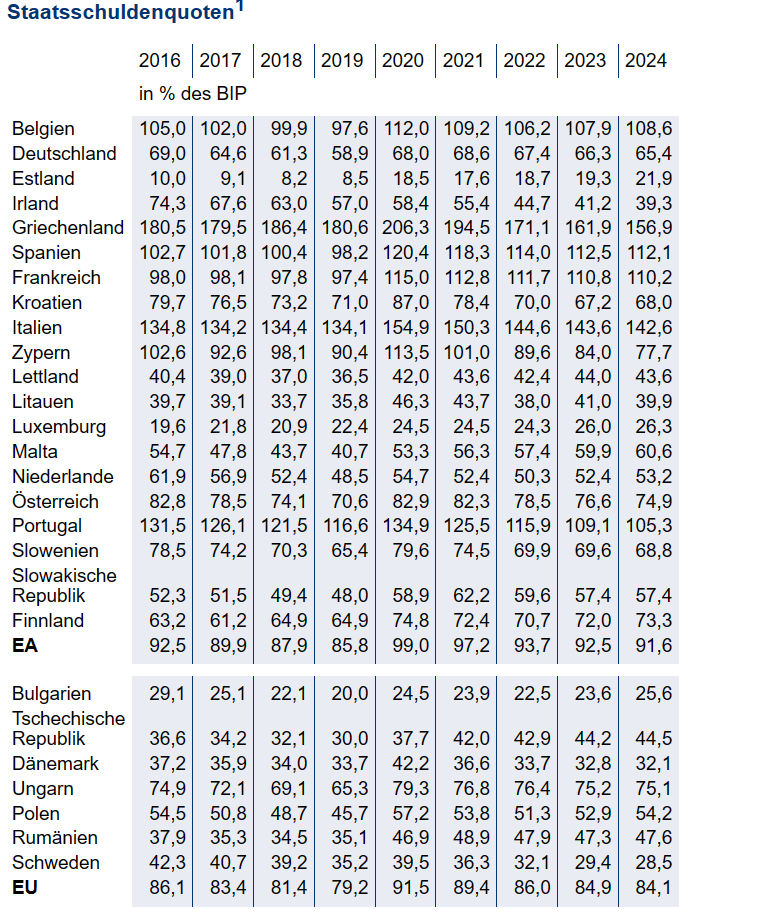 Staatsschuldenquoten1
2016 2017 2018 2019 2020 2021 2022 2023 2024
in % des BIP
Belgien 105,0 102,0 99,9 97,6 112,0 109,2 106,2 107,9 108,6
Deutschland 69,0 64,6 61,3 58,9 68,0 68,6 67,4 66,3 65,4
Estland 10,0 9,1 8,2 8,5 18,5 17,6 18,7 19,3 21,9
Irland 74,3 67,6 63,0 57,0 58,4 55,4 44,7 41,2 39,3
Griechenland 180,5 179,5 186,4 180,6 206,3 194,5 171,1 161,9 156,9
Spanien 102,7 101,8 100,4 98,2 120,4 118,3 114,0 112,5 112,1
Frankreich 98,0 98,1 97,8 97,4 115,0 112,8 111,7 110,8 110,2
Kroatien 79,7 76,5 73,2 71,0 87,0 78,4 70,0 67,2 68,0
Italien 134,8 134,2 134,4 134,1 154,9 150,3 144,6 143,6 142,6
Zypern 102,6 92,6 98,1 90,4 113,5 101,0 89,6 84,0 77,7
Lettland 40,4 39,0 37,0 36,5 42,0 43,6 42,4 44,0 43,6
Litauen 39,7 39,1 33,7 35,8 46,3 43,7 38,0 41,0 39,9
Luxemburg 19,6 21,8 20,9 22,4 24,5 24,5 24,3 26,0 26,3
Malta 54,7 47,8 43,7 40,7 53,3 56,3 57,4 59,9 60,6
Niederlande 61,9 56,9 52,4 48,5 54,7 52,4 50,3 52,4 53,2
Österreich 82,8 78,5 74,1 70,6 82,9 82,3 78,5 76,6 74,9
Portugal 131,5 126,1 121,5 116,6 134,9 125,5 115,9 109,1 105,3
Slowenien 78,5 74,2 70,3 65,4 79,6 74,5 69,9 69,6 68,8
Slowakische
Republik 52,3 51,5 49,4 48,0 58,9 62,2 59,6 57,4 57,4
Finnland 63,2 61,2 64,9 64,9 74,8 72,4 70,7 72,0 73,3
EA 92,5 89,9 87,9 85,8 99,0 97,2 93,7 92,5 91,6
Bulgarien 29,1 25,1 22,1 20,0 24,5 23,9 22,5 23,6 25,6
Tschechische
Republik 36,6 34,2 32,1 30,0 37,7 42,0 42,9 44,2 44,5
Dänemark 37,2 35,9 34,0 33,7 42,2 36,6 33,7 32,8 32,1
Ungarn 74,9 72,1 69,1 65,3 79,3 76,8 76,4 75,2 75,1
Polen 54,5 50,8 48,7 45,7 57,2 53,8 51,3 52,9 54,2
Rumänien 37,9 35,3 34,5 35,1 46,9 48,9 47,9 47,3 47,6
Schweden 42,3 40,7 39,2 35,2 39,5 36,3 32,1 29,4 28,5
EU 86,1 83,4 81,4 79,2 91,5 89,4 86,0 84,9 84,1